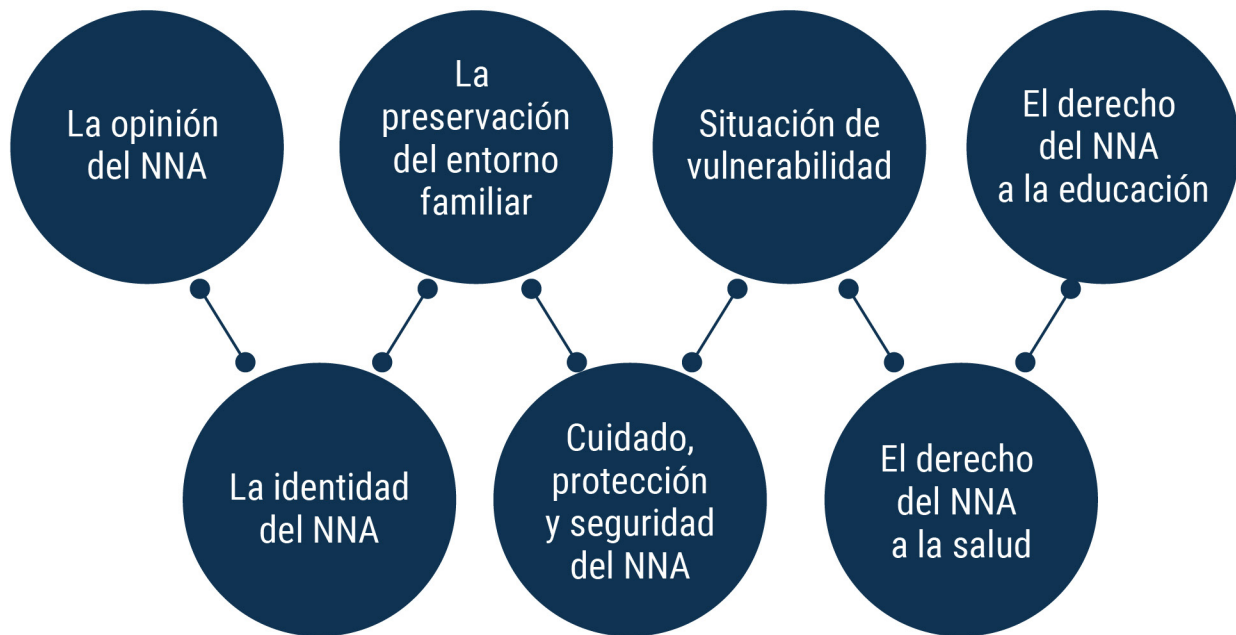 La opinión
del NNA
La identidad
del NNA
La
preservación
del entorno
familiar
Cuidado,
protección
y seguridad
del NNA
Situación de
vulnerabilidad
El derecho
del NNA
a la salud
El derecho
del NNA
a la educación